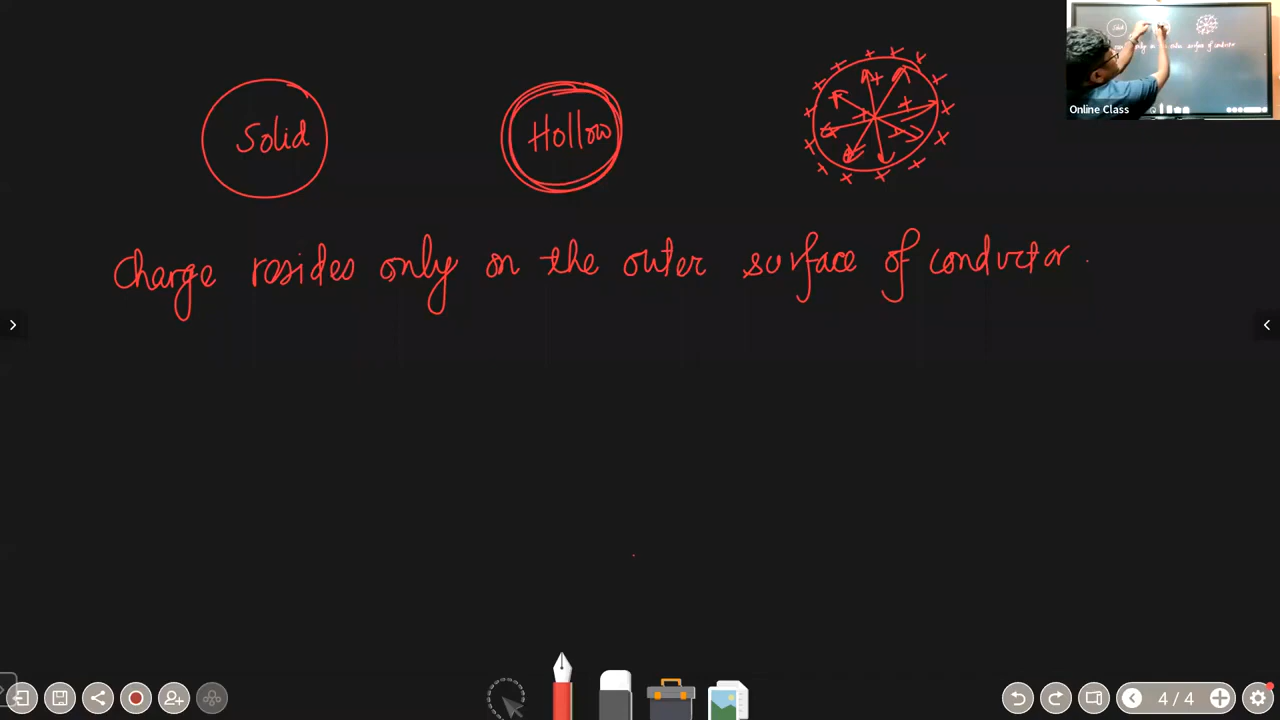 Solid
Hollow
Charge resides only on the outer surface of conductor.
Online Class
4/4